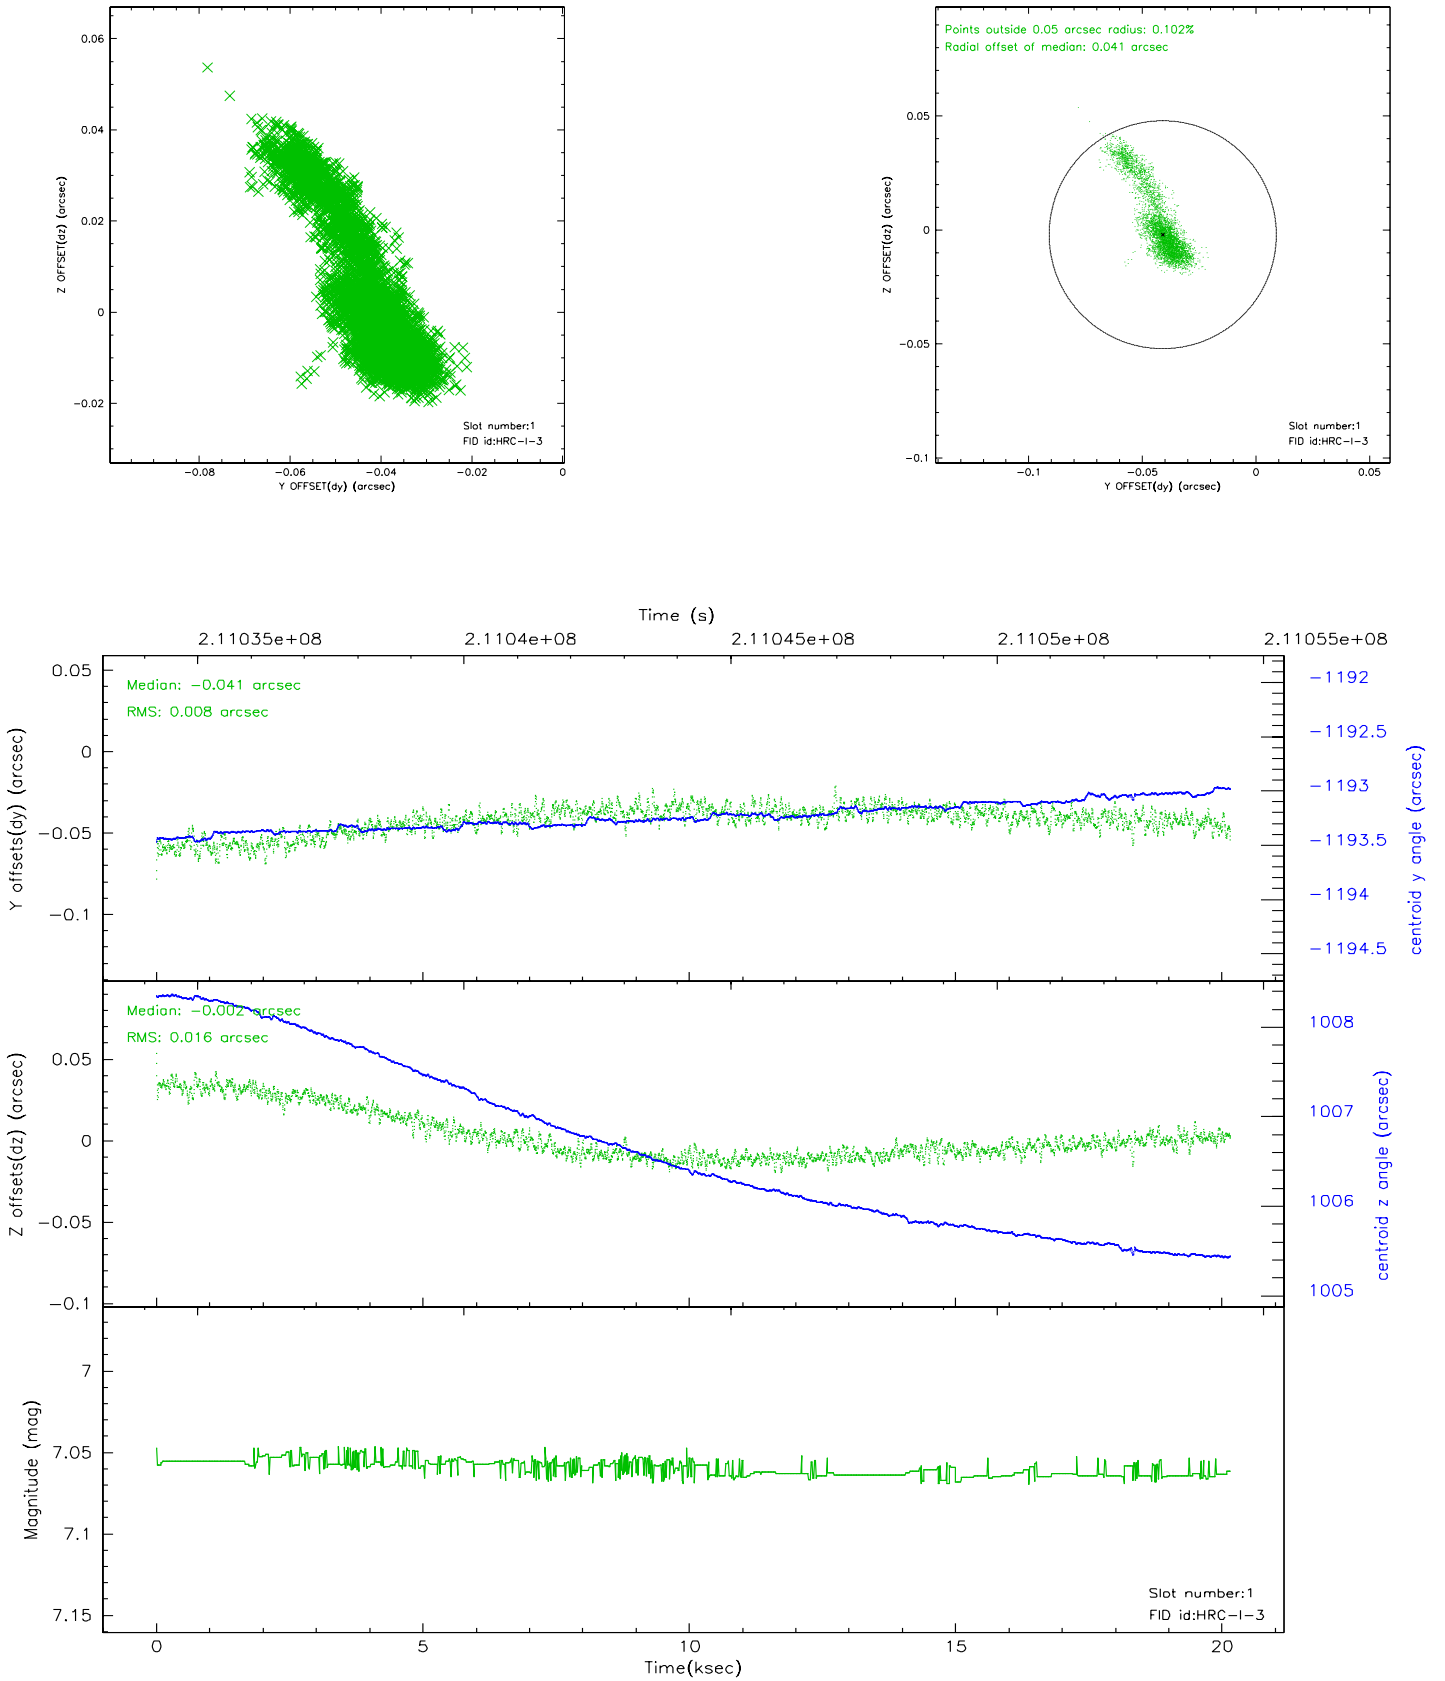 0.06
0.04
0.02
0
-0.02
Z OFFSET(dz) (arcsec)
Slot number:1
FID id:HRC-I-3
-0.08 -0.06 -0.04 -0.02 0
Y OFFSET(dy) (arcsec)
Points outside 0.05 arcsec radius: 0.102%
Radial offset of median: 0.041 arcsec
0.05
0
-0.05
-0.1
Z OFFSET(dz) (arcsec)
Slot number:1
FID id:HRC-I-3
-0.1 -0.05 0 0.05
Y OFFSET(dy) (arcsec)
Time (s)
2.11035e+08 2.1104e+08 2.11045e+08 2.1105e+08 2.11055e+08
0.05
0
-0.05
-0.1
Y offsets(dy) (arcsec)
Median: -0.041 arcsec
RMS: 0.008 arcsec
-1192
-1192.5
-1193
-1193.5
-1194
-1194.5
centroid y angle (arcsec)
0.05
0
-0.05
-0.1
Z offsets(dz) (arcsec)
Median: -0.002 arcsec
RMS: 0.016 arcsec
1008
1007
1006
1005
centroid z angle (arcsec)
7
7.05
7.1
7.15
Magnitude (mag)
Slot number:1
FID id:HRC-I-3
0 5 10 15 20
Time(ksec)